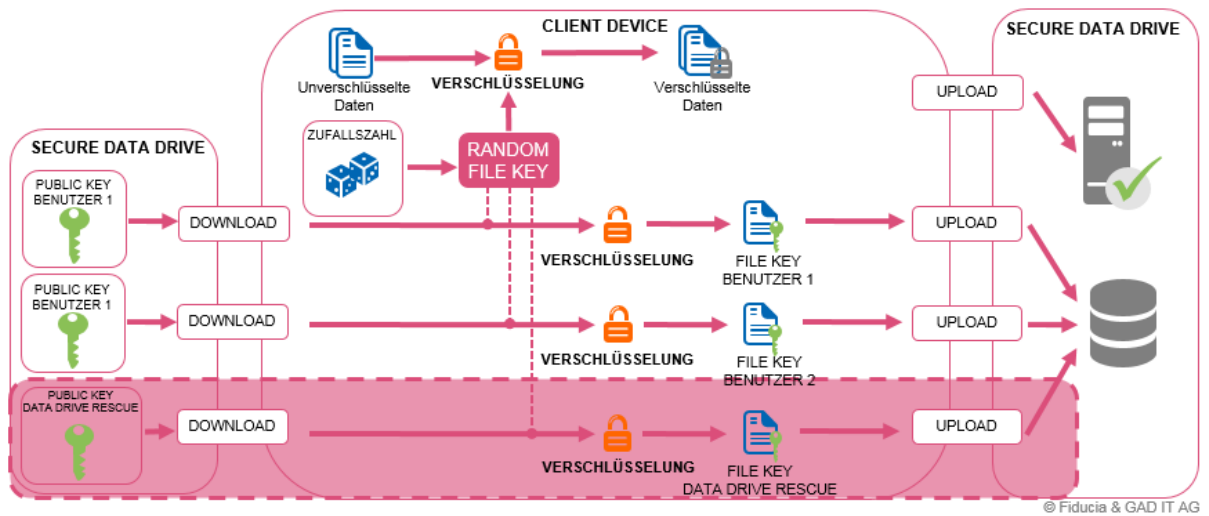 CLIENT DEVICE
SECURE DATA DRIVE
Unverschlüsselte
Daten
VERSCHLÜSSELUNG
Verschlüsselte
Daten
UPLOAD
ZUFALLSZAHL
RANDOM
FILE KEY
SECURE DATA DRIVE
PUBLIC KEY
BENUTZER 1
DOWNLOAD
VERSCHLÜSSELUNG
FILE KEY
BENUTZER 1
UPLOAD
PUBLIC KEY
BENUTZER 1
DOWNLOAD
VERSCHLÜSSELUNG
FILE KEY
BENUTZER 2
UPLOAD
PUBLIC KEY
DATA DRIVE RESCUE
DOWNLOAD
VERSCHLÜSSELUNG
FILE KEY
DATA DRIVE RESCUE
UPLOAD
© Fiducia & GAD IT AG